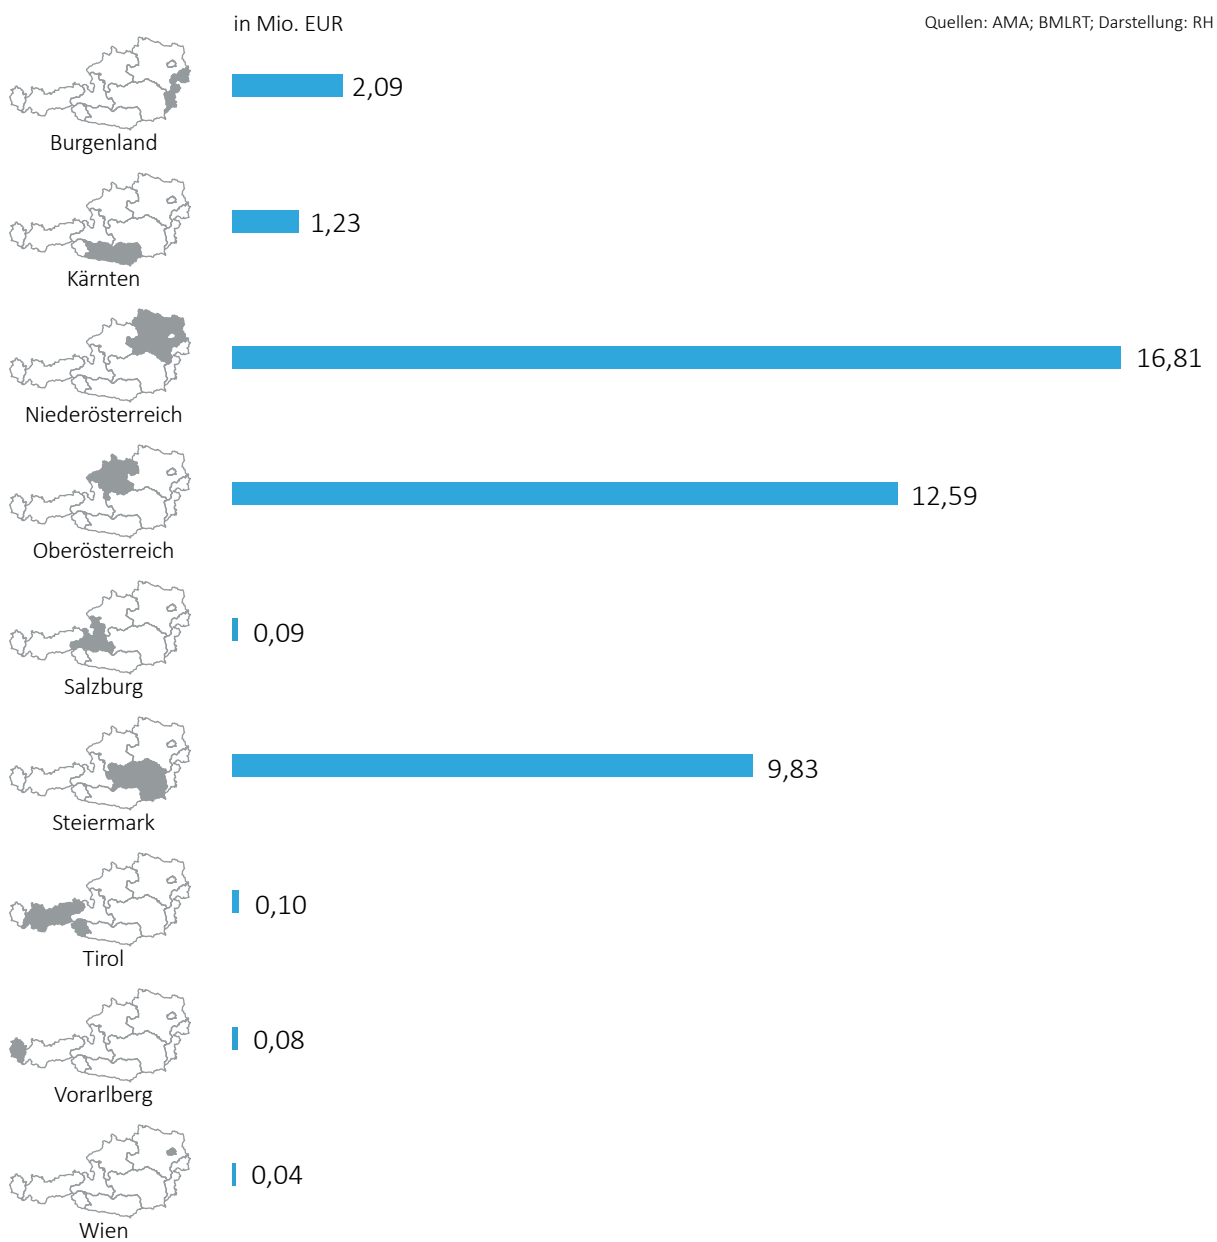 in Mio. EUR
Quellen: AMA; BMLRT; Darstellung: RH
2,09
Burgenland
1,23
Kärnten
16,81
Niederösterreich
12,59
Oberösterreich
0,09
Salzburg
9,83
Steiermark
0,10
Tirol
0,08
Vorarlberg
0,04
Wien